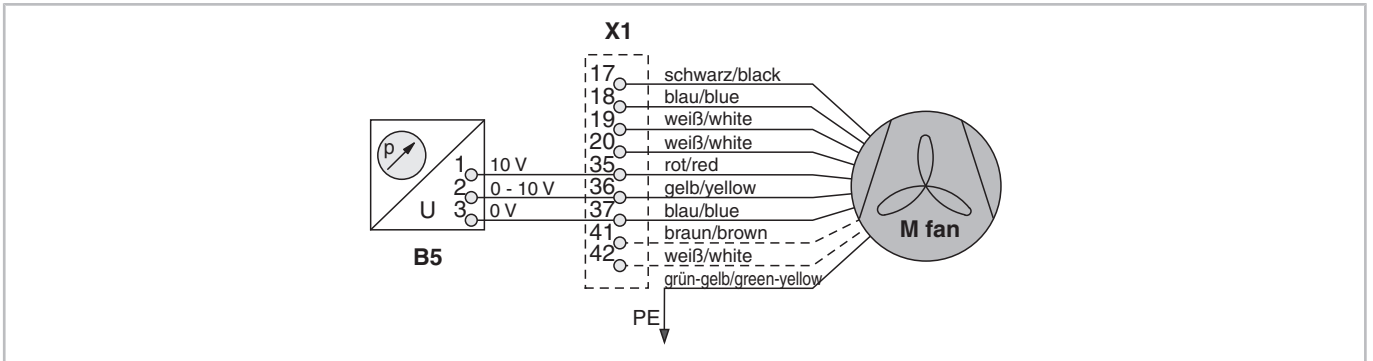 X1
17 schwarz/black
18 blau/blue
19 weiß/white
20 weiß/white
p
1 10 V 35 rot/red
2 0 - 10 V 36 gelb/yellow
U 3 0 V 37 blau/blue
M fan
41 braun/brown
B5
42 weiß/white
grün-gelb/green-yellow
PE